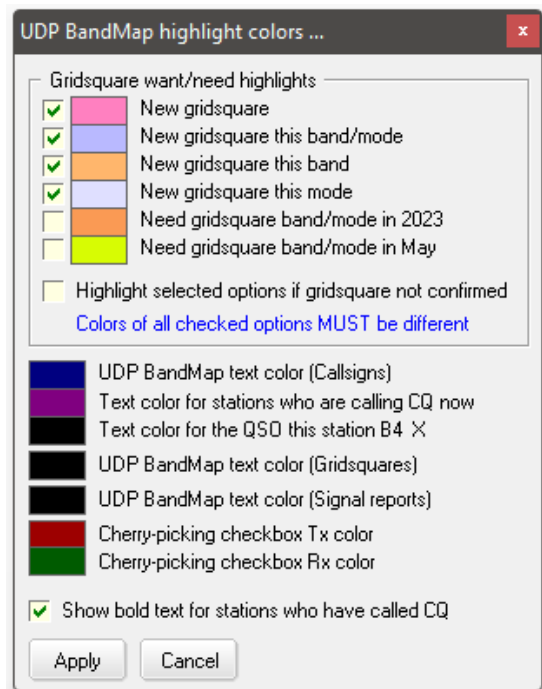 UDP BandMap highlight colors ...
x
Gridsquare want/need highlights
New gridsquare
New gridsquare this band/mode
New gridsquare this band
New gridsquare this mode
Need gridsquare band/mode in 2023
Need gridsquare band/mode in May
Highlight selected options if gridsquare not confirmed
Colors of all checked options MUST be different
UDP BandMap text color (Callsigns)
Text color for stations who are calling CQ now
Text color for the QSO this station B4 X
UDP BandMap text color (Gridsquares)
UDP BandMap text color (Signal reports)
Cherry-picking checkbox Tx color
Cherry-picking checkbox Rx color
Show bold text for stations who have called CQ
Apply Cancel